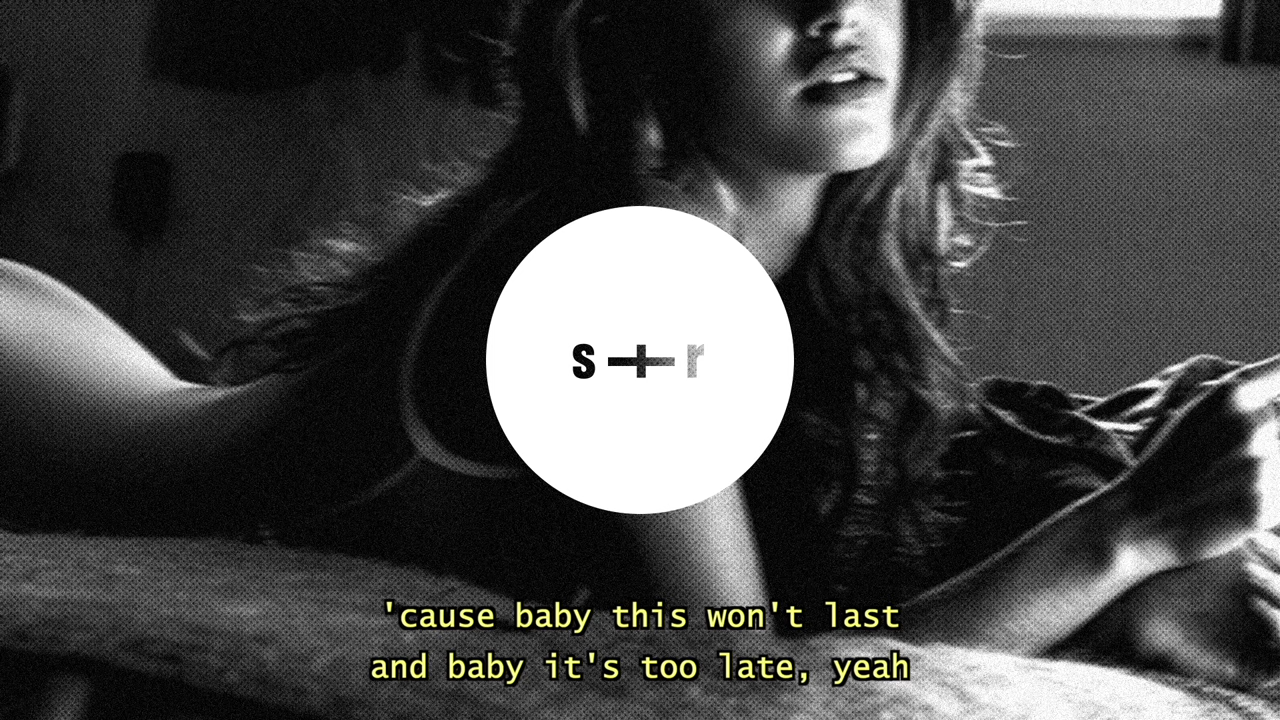 s + r
'cause baby this won't last
and baby it's too late, yeah